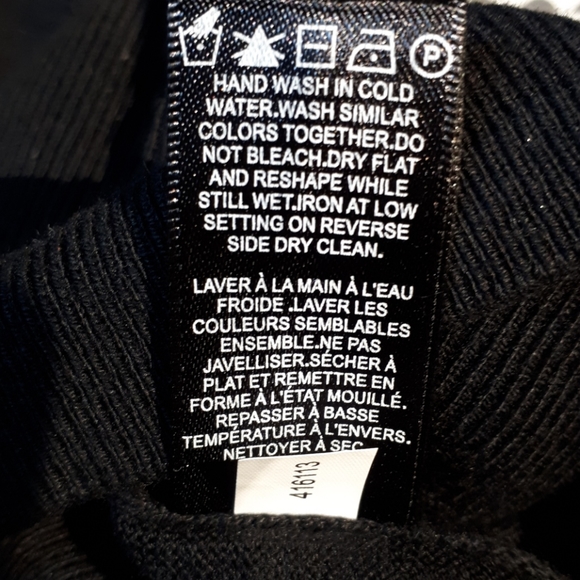 P
HAND WASH IN COLD
WATER.WASH SIMILAR
COLORS TOGETHER.DO
NOT BLEACH.DRY FLAT
AND RESHAPE WHILE
STILL WET.IRON AT LOW
SETTING ON REVERSE
SIDE DRY CLEAN.
LAVER À LA MAIN À L'EAU
FROIDE .LAVER LES
COULEURS SEMBLABLES
ENSEMBLE.NE PAS
JAVELLISER.SÉCHER À
PLAT ET REMETTRE EN
FORME À L'ÉTAT MOUILLÉ.
REPASSER À BASSE
TEMPÉRATURE À L'ENVERS.
NETTOYER À SEC
416113